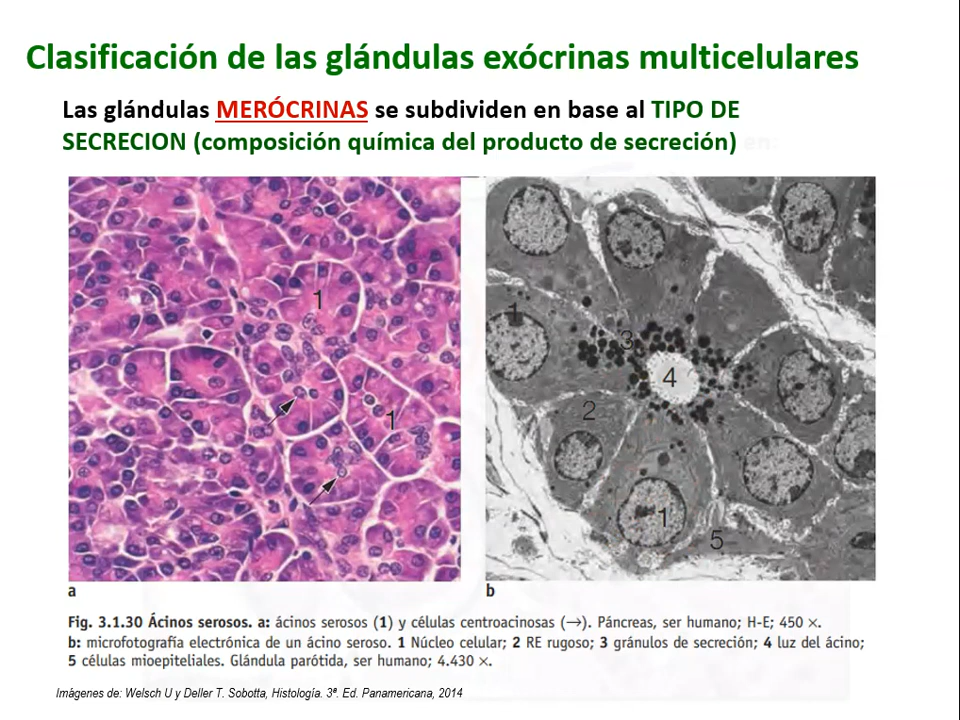 Clasificación de las glándulas exócrinas multicelulares
Las glándulas MERÓCRINAS se subdividen en base al TIPO DE
SECRECION (composición química del producto de secreción) en:
1
1
1
3
4
2
1
5
a
b
Fig. 3.1.30 Ácinos serosos. a: ácinos serosos (1) y células centroacinosas (→). Páncreas, ser humano; H-E; 450 ×.
b: microfotografía electrónica de un ácino seroso. 1 Núcleo celular; 2 RE rugoso; 3 gránulos de secreción; 4 luz del ácino;
5 células mioepiteliales. Glándula parótida, ser humano; 4.430 ×.
Imágenes de: Welsch U y Deller T. Sobotta, Histología. 3ª. Ed. Panamericana, 2014